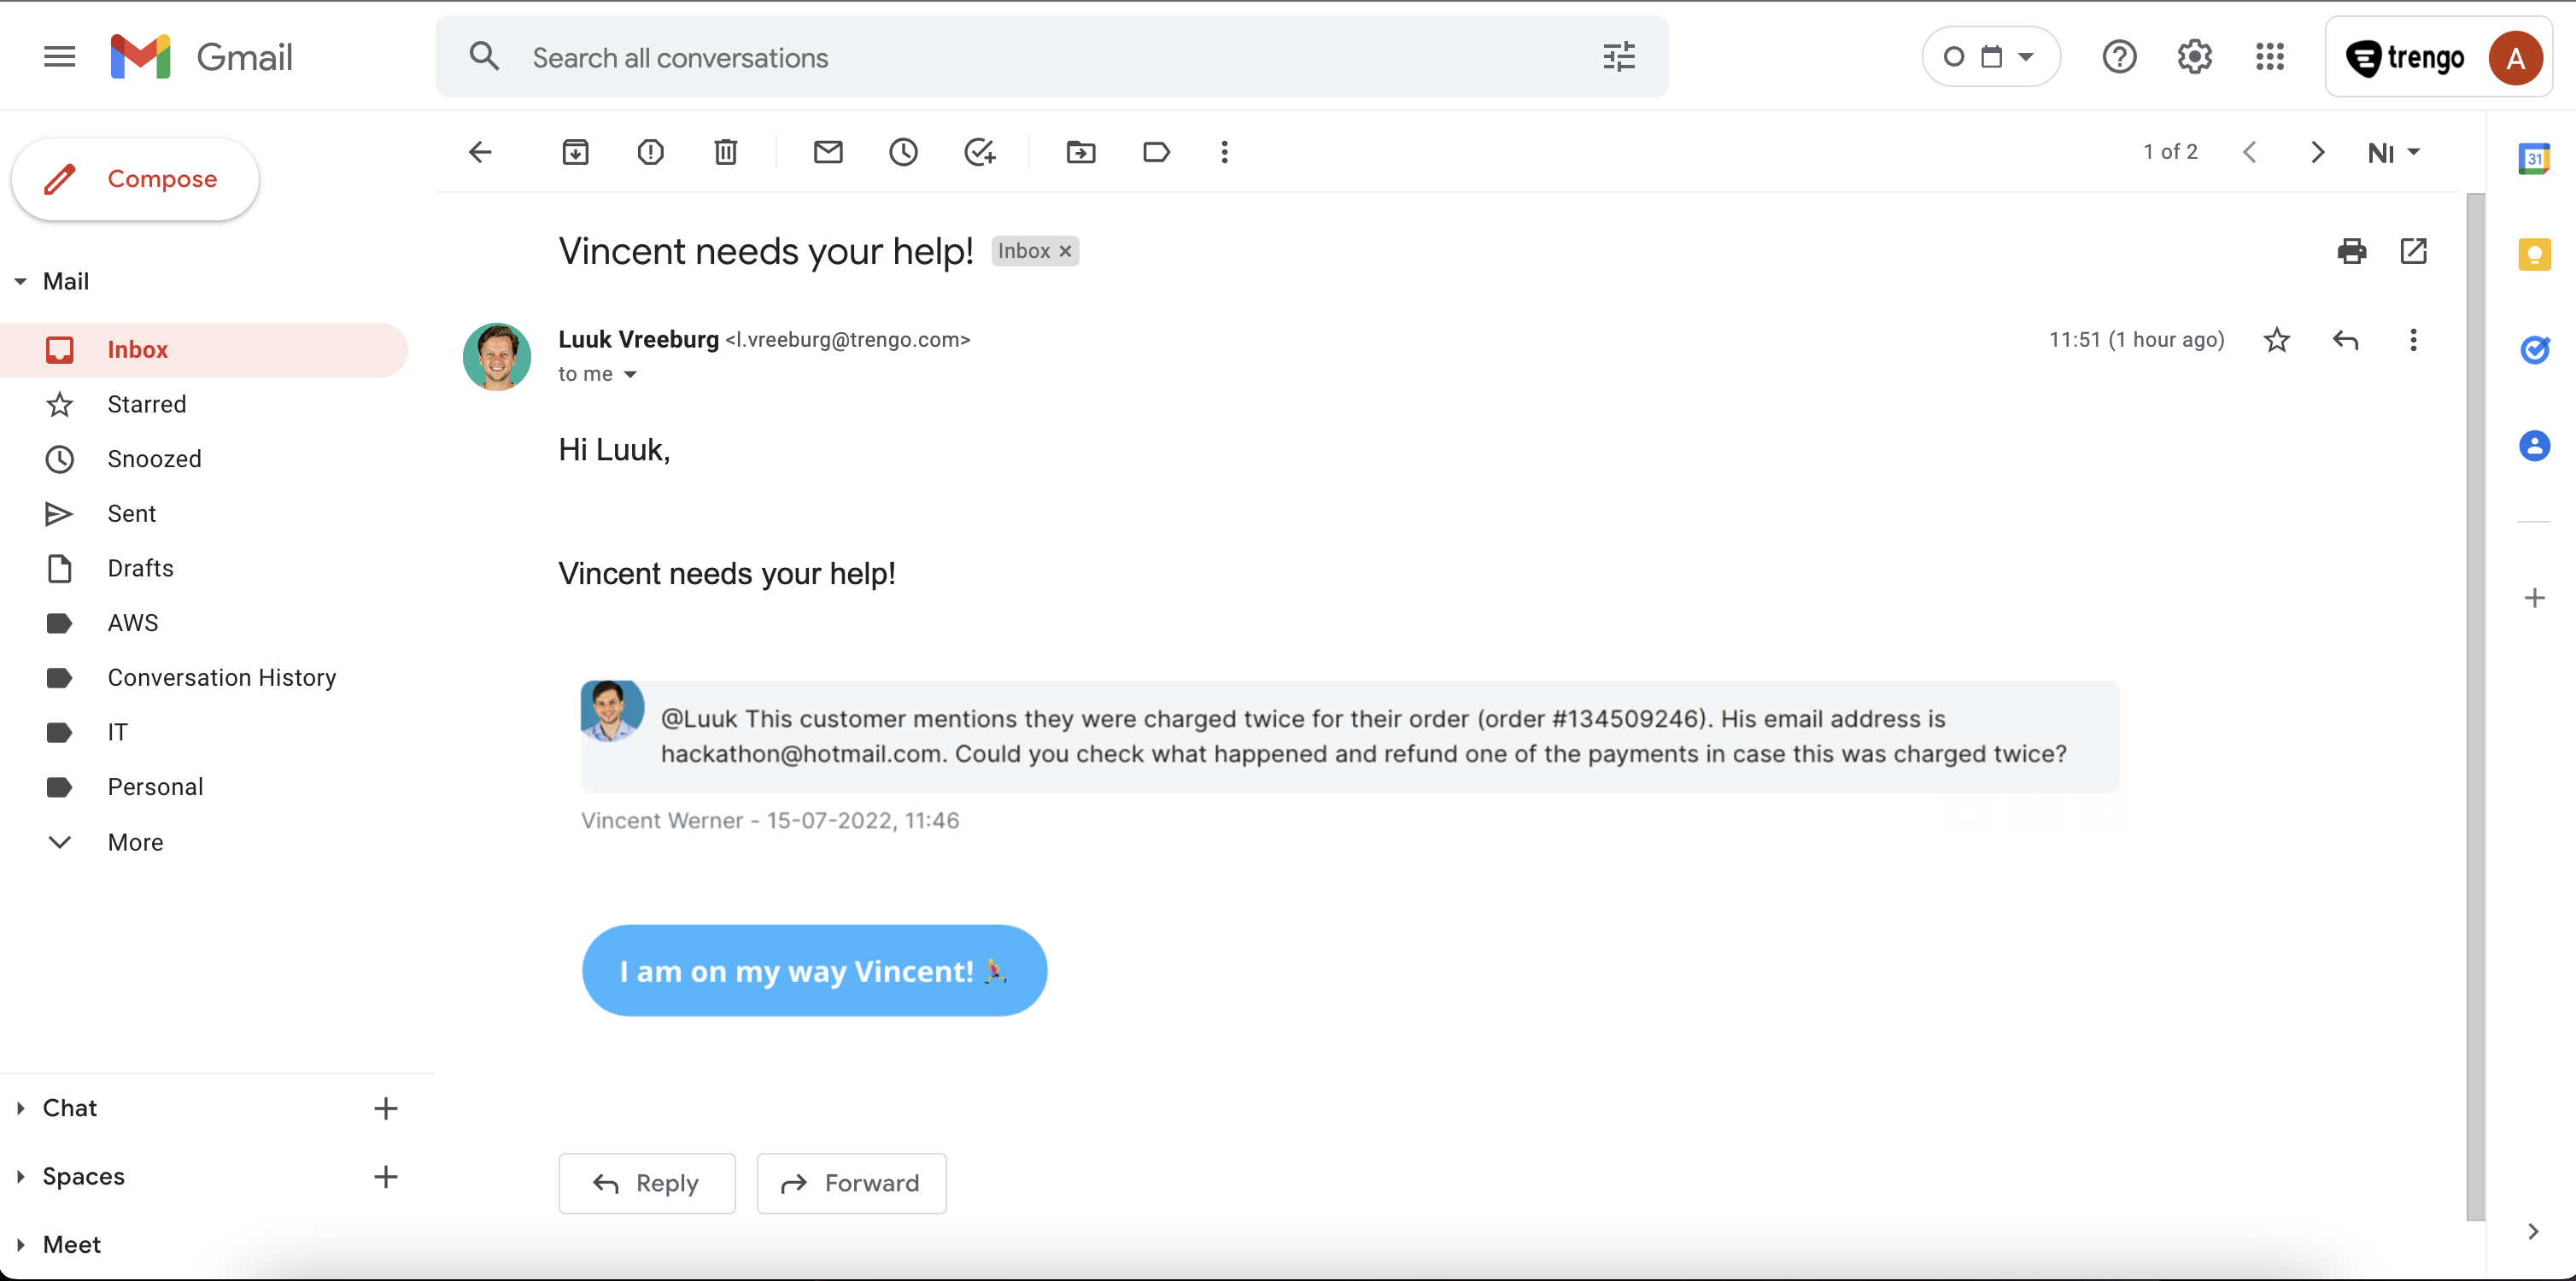 Gmail
Search all conversations
trengo
A
Compose
1 of 2
31
Vincent needs your help! Inbox ×
Mail
Luuk Vreeburg <l.vreeburg@trengo.com>
11:51 (1 hour ago)
to me
Inbox
Starred
Snoozed
Sent
Drafts
AWS
Conversation History
IT
Personal
More
Hi Luuk,
Vincent needs your help!
@Luuk This customer mentions they were charged twice for their order (order #134509246). His email address is
hackathon@hotmail.com. Could you check what happened and refund one of the payments in case this was charged twice?
Vincent Werner - 15-07-2022, 11:46
I am on my way Vincent! 🏃
Reply
Forward
Chat
Spaces
Meet